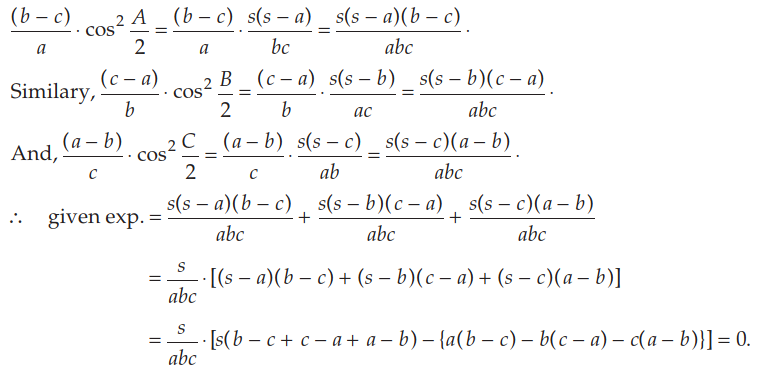 (b − c)/a · cos² A/2 = (b − c)/a · s(s − a)/bc = s(s − a)(b − c)/abc ·
Similary, (c − a)/b · cos² B/2 = (c − a)/b · s(s − b)/ac = s(s − b)(c − a)/abc ·
And, (a − b)/c · cos² C/2 = (a − b)/c · s(s − c)/ab = s(s − c)(a − b)/abc ·
∴ given exp. = s(s − a)(b − c)/abc + s(s − b)(c − a)/abc + s(s − c)(a − b)/abc
= s/abc · [(s − a)(b − c) + (s − b)(c − a) + (s − c)(a − b)]
= s/abc · [s(b − c + c − a + a − b) − {a(b − c) − b(c − a) − c(a − b)}] = 0.